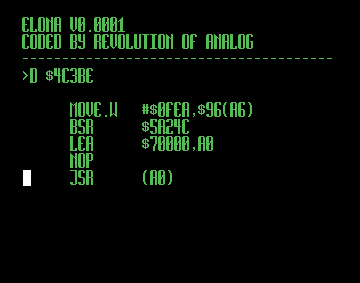 ELONA V0.0001
CODED BY REVOLUTION OF ANALOG
---------------------------------------
>D $4C3BE
MOVE.W #$0FEA,$96(A6)
BSR $5A24C
LEA $70000,A0
NOP
JSR (A0)